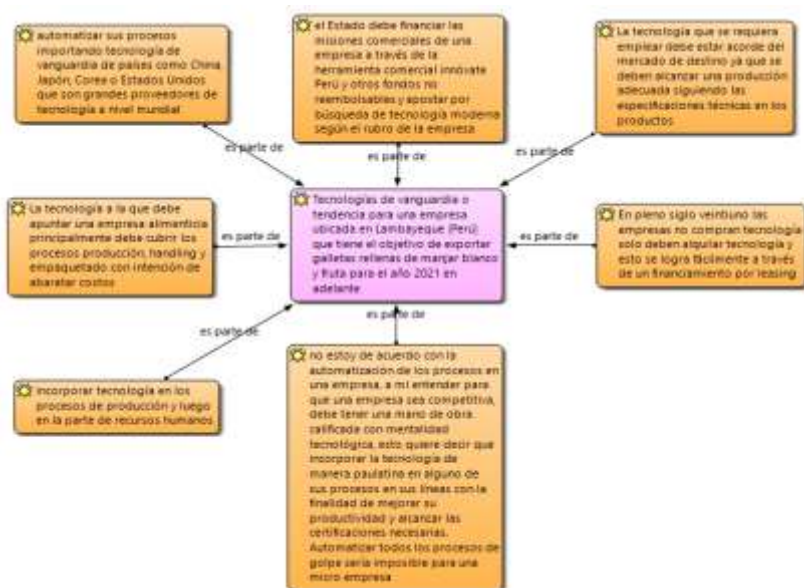 automatizar sus procesos
importando tecnología de
vanguardia de países como China
Japón, Corea o Estados Unidos
que son grandes proveedores de
tecnología a nivel mundial
el Estado debe financiar las
misiones comerciales de una
empresa a través de la
herramienta comercial innóvate
Perú y otros fondos no
reembolsables y apostar por
búsqueda de tecnología moderna
según el rubro de la empresa
La tecnología que se requiera
emplear debe estar acorde del
mercado de destino ya que se
deben alcanzar una producción
adecuada siguiendo las
especificaciones técnicas en los
productos
es parte de
es parte de
es parte de
La tecnología a la que debe
apuntar una empresa alimenticia
principalmente debe cubrir los
procesos producción, handling y
empaquetado con intención de
abaratar costos
es parte de
Tecnologías de vanguardia o
tendencia para una empresa
ubicada en Lambayeque (Perú)
que tiene el objetivo de exportar
galletas rellenas de manjar blanco
y fruta para el año 2021 en
adelante
es parte de
En pleno siglo veintiuno las
empresas no compran tecnología
solo deben alquilar tecnología y
esto se logra fácilmente a través
de un financiamiento por leasing
es parte de
es parte de
incorporar tecnología en los
procesos de producción y luego
en la parte de recursos humanos
no estoy de acuerdo con la
automatización de los procesos en
una empresa, a mi entender para
que una empresa sea competitiva,
debe tener una mano de obra
calificada con mentalidad
tecnológica, esto quiere decir que
incorporar la tecnología de
manera paulatina en alguno de
sus procesos en sus líneas con la
finalidad de mejorar su
productividad y alcanzar las
certificaciones necesarias.
Automatizar todos los procesos de
golpe sería imposible para una
micro empresa